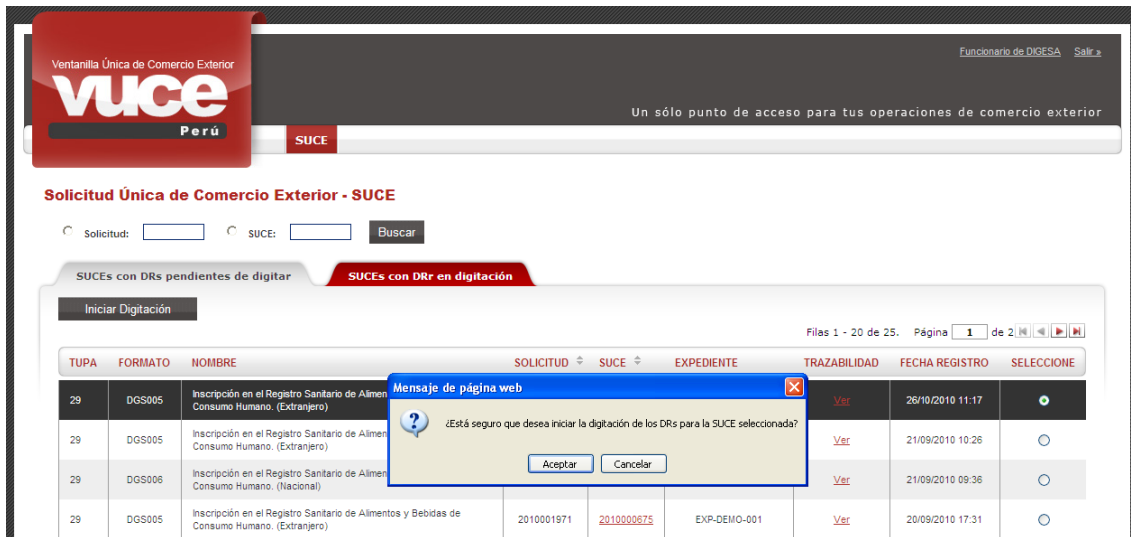 Funcionario de DIGESA Salir »
Ventanilla Única de Comercio Exterior
vuce
Perú
Un sólo punto de acceso para tus operaciones de comercio exterior
SUCE
Solicitud Única de Comercio Exterior - SUCE
Solicitud: SUCE: Buscar
SUCEs con DRs pendientes de digitar SUCEs con DRr en digitación
Iniciar Digitación
Filas 1 - 20 de 25. Página 1 de 2
TUPA FORMATO NOMBRE SOLICITUD SUCE EXPEDIENTE TRAZABILIDAD FECHA REGISTRO SELECCIONE
Mensaje de página web
¿Está seguro que desea iniciar la digitación de los DRs para la SUCE seleccionada?
Aceptar Cancelar
29 DGS005 Inscripción en el Registro Sanitario de Alimen
Consumo Humano. (Extranjero)
Ver 26/10/2010 11:17
29 DGS005 Inscripción en el Registro Sanitario de Alimen
Consumo Humano. (Extranjero)
Ver 21/09/2010 10:26
29 DGS006 Inscripción en el Registro Sanitario de Alimen
Consumo Humano. (Nacional)
Ver 21/09/2010 09:36
29 DGS005 Inscripción en el Registro Sanitario de Alimentos y Bebidas de
Consumo Humano. (Extranjero)
2010001971 2010000675 EXP-DEMO-001 Ver 20/09/2010 17:31